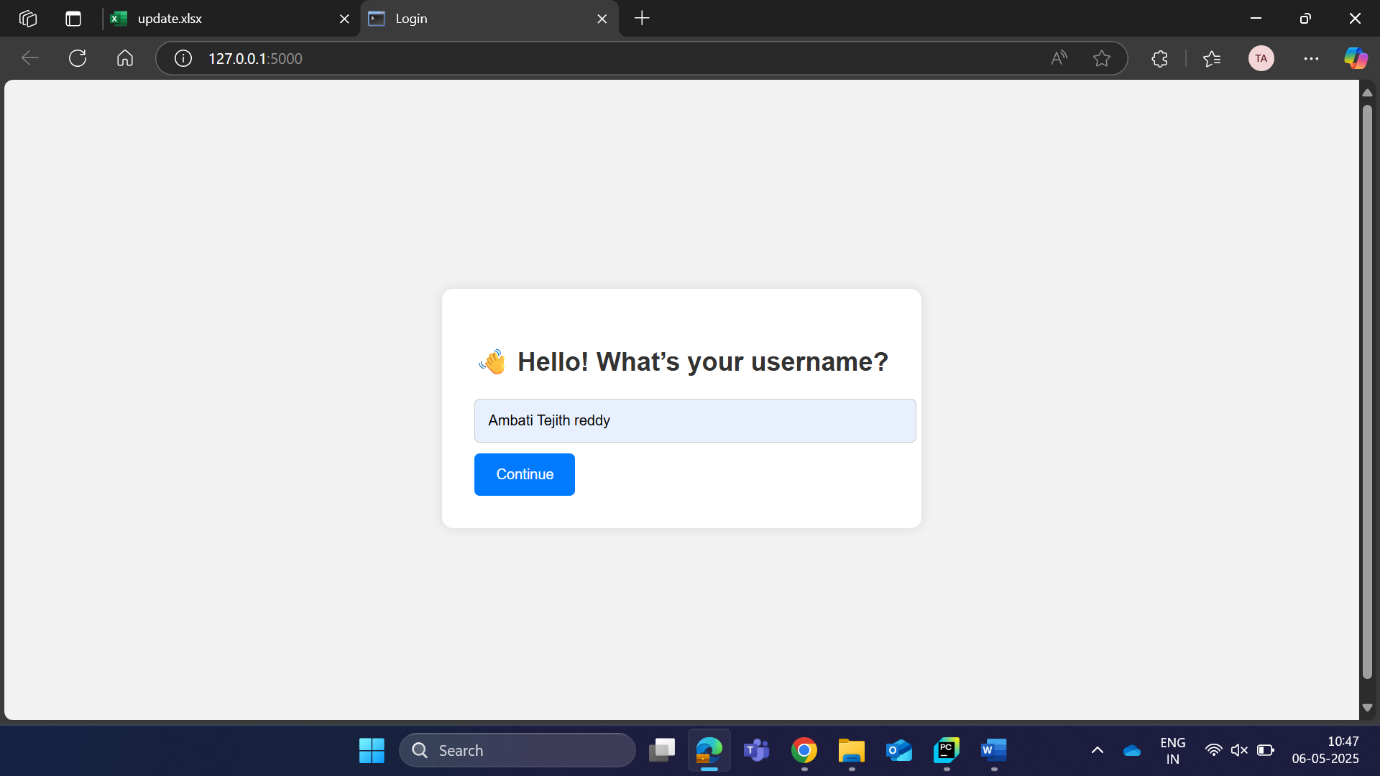 update.xlsx
Login
127.0.0.1:5000
TA
👋 Hello! What’s your username?
Ambati Tejith reddy
Continue
Search
ENG
IN
10:47
06-05-2025